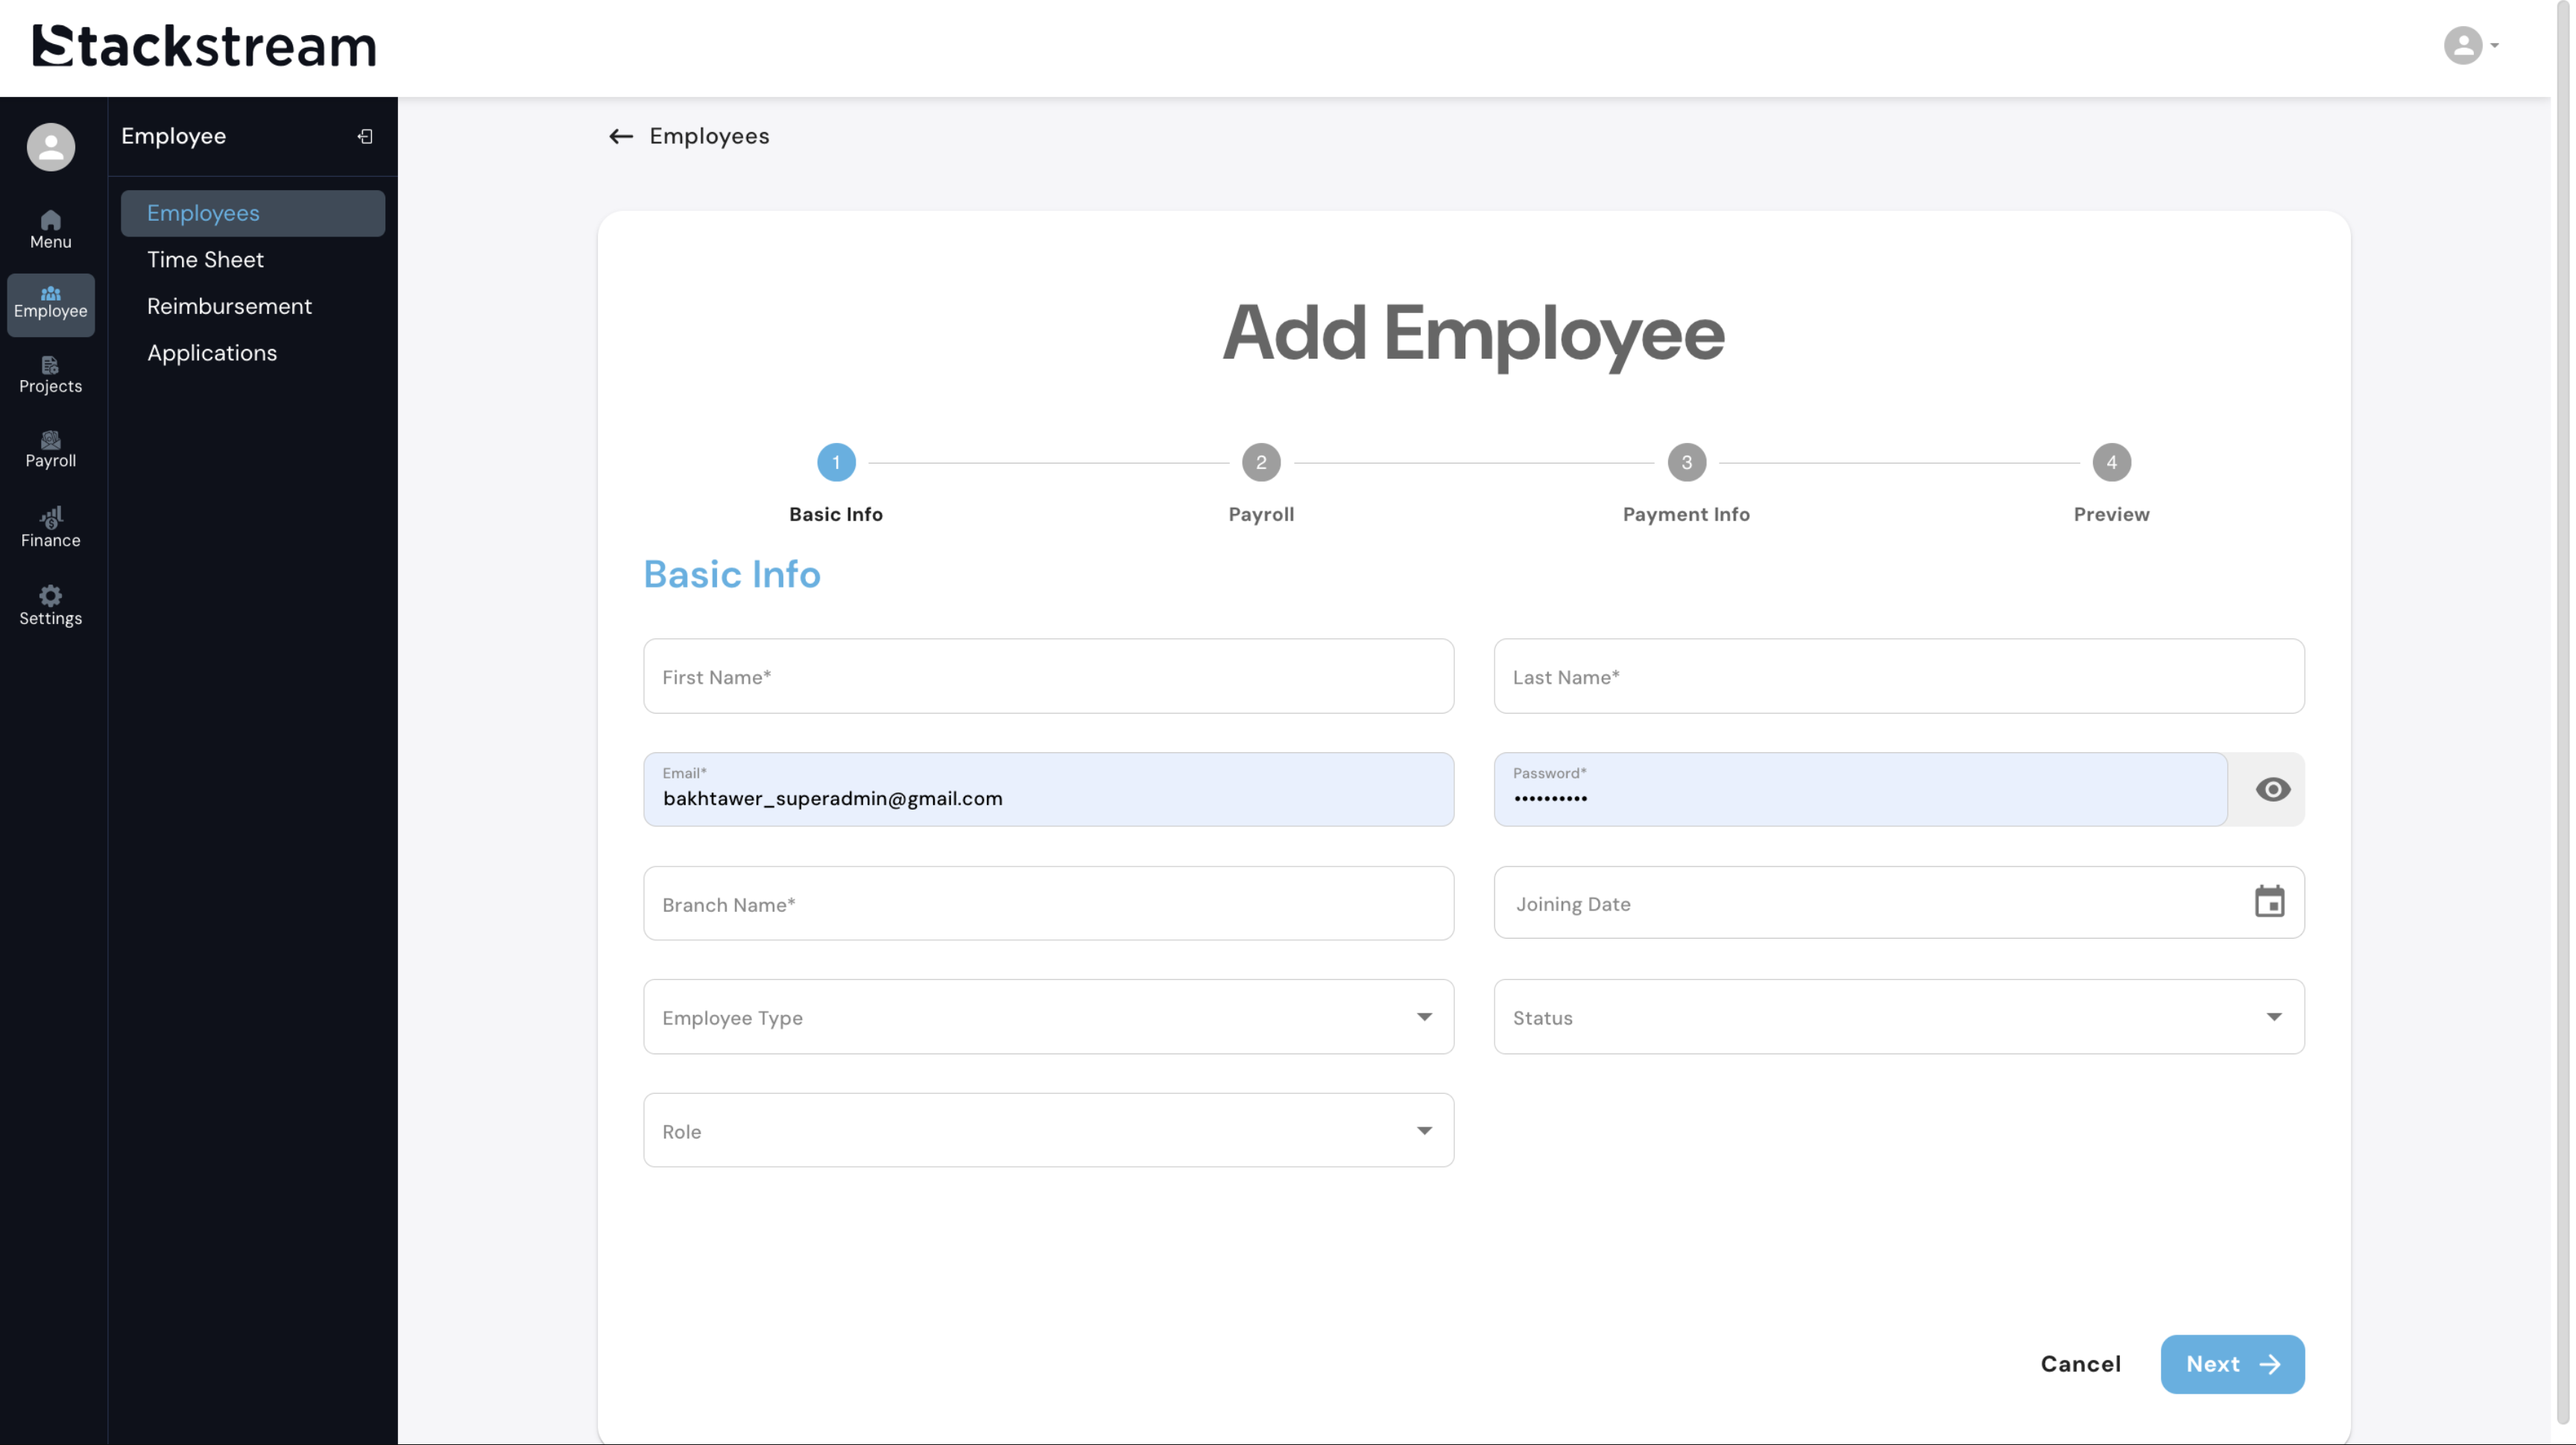 Stackstream
Employee
Employees
Time Sheet
Reimbursement
Applications
Menu
Employee
Projects
Payroll
Finance
Settings
Employees
Add Employee
1
2
3
4
Basic Info
Payroll
Payment Info
Preview
Basic Info
First Name*
Last Name*
Email*
bakhtawer_superadmin@gmail.com
Password*
••••••••••
Branch Name*
Joining Date
Employee Type
Status
Role
Cancel
Next